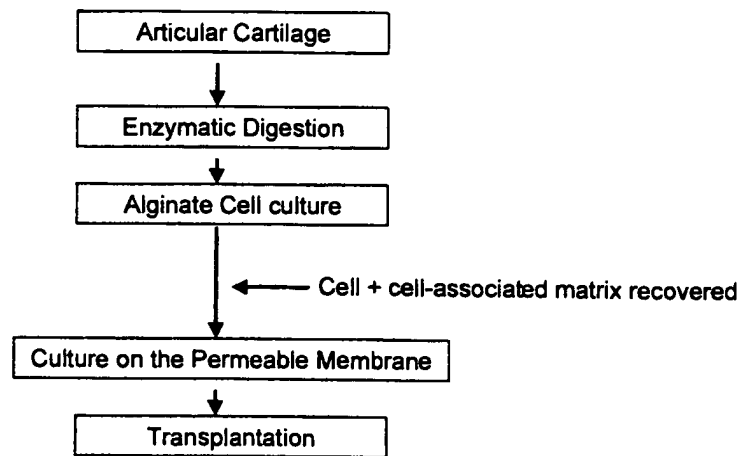 Articular Cartilage
Enzymatic Digestion
Alginate Cell culture
Cell + cell-associated matrix recovered
Culture on the Permeable Membrane
Transplantation